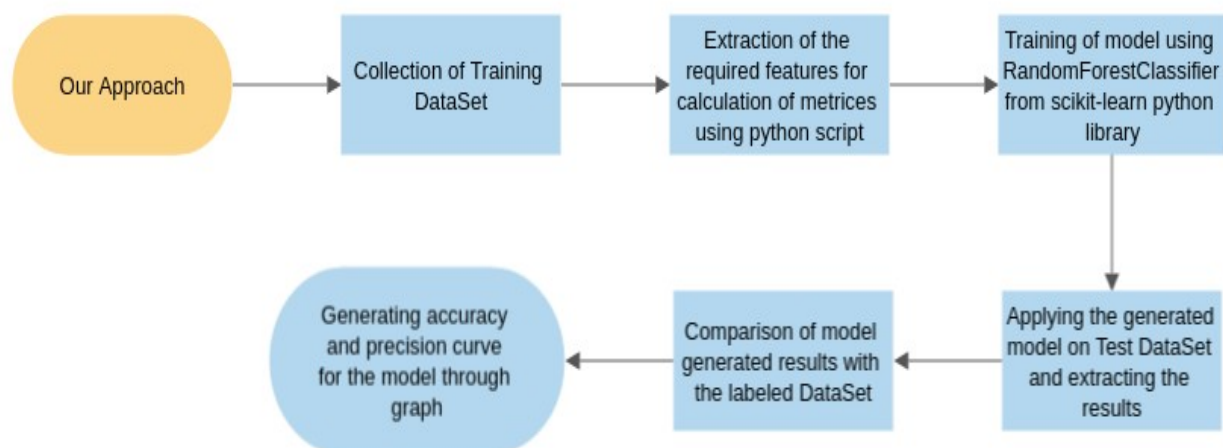 Our Approach
Collection of Training
DataSet
Extraction of the
required features for
calculation of metrices
using python script
Training of model using
RandomForestClassifier
from scikit-learn python
library
Applying the generated
model on Test DataSet
and extracting the
results
Comparison of model
generated results with
the labeled DataSet
Generating accuracy
and precision curve
for the model through
graph